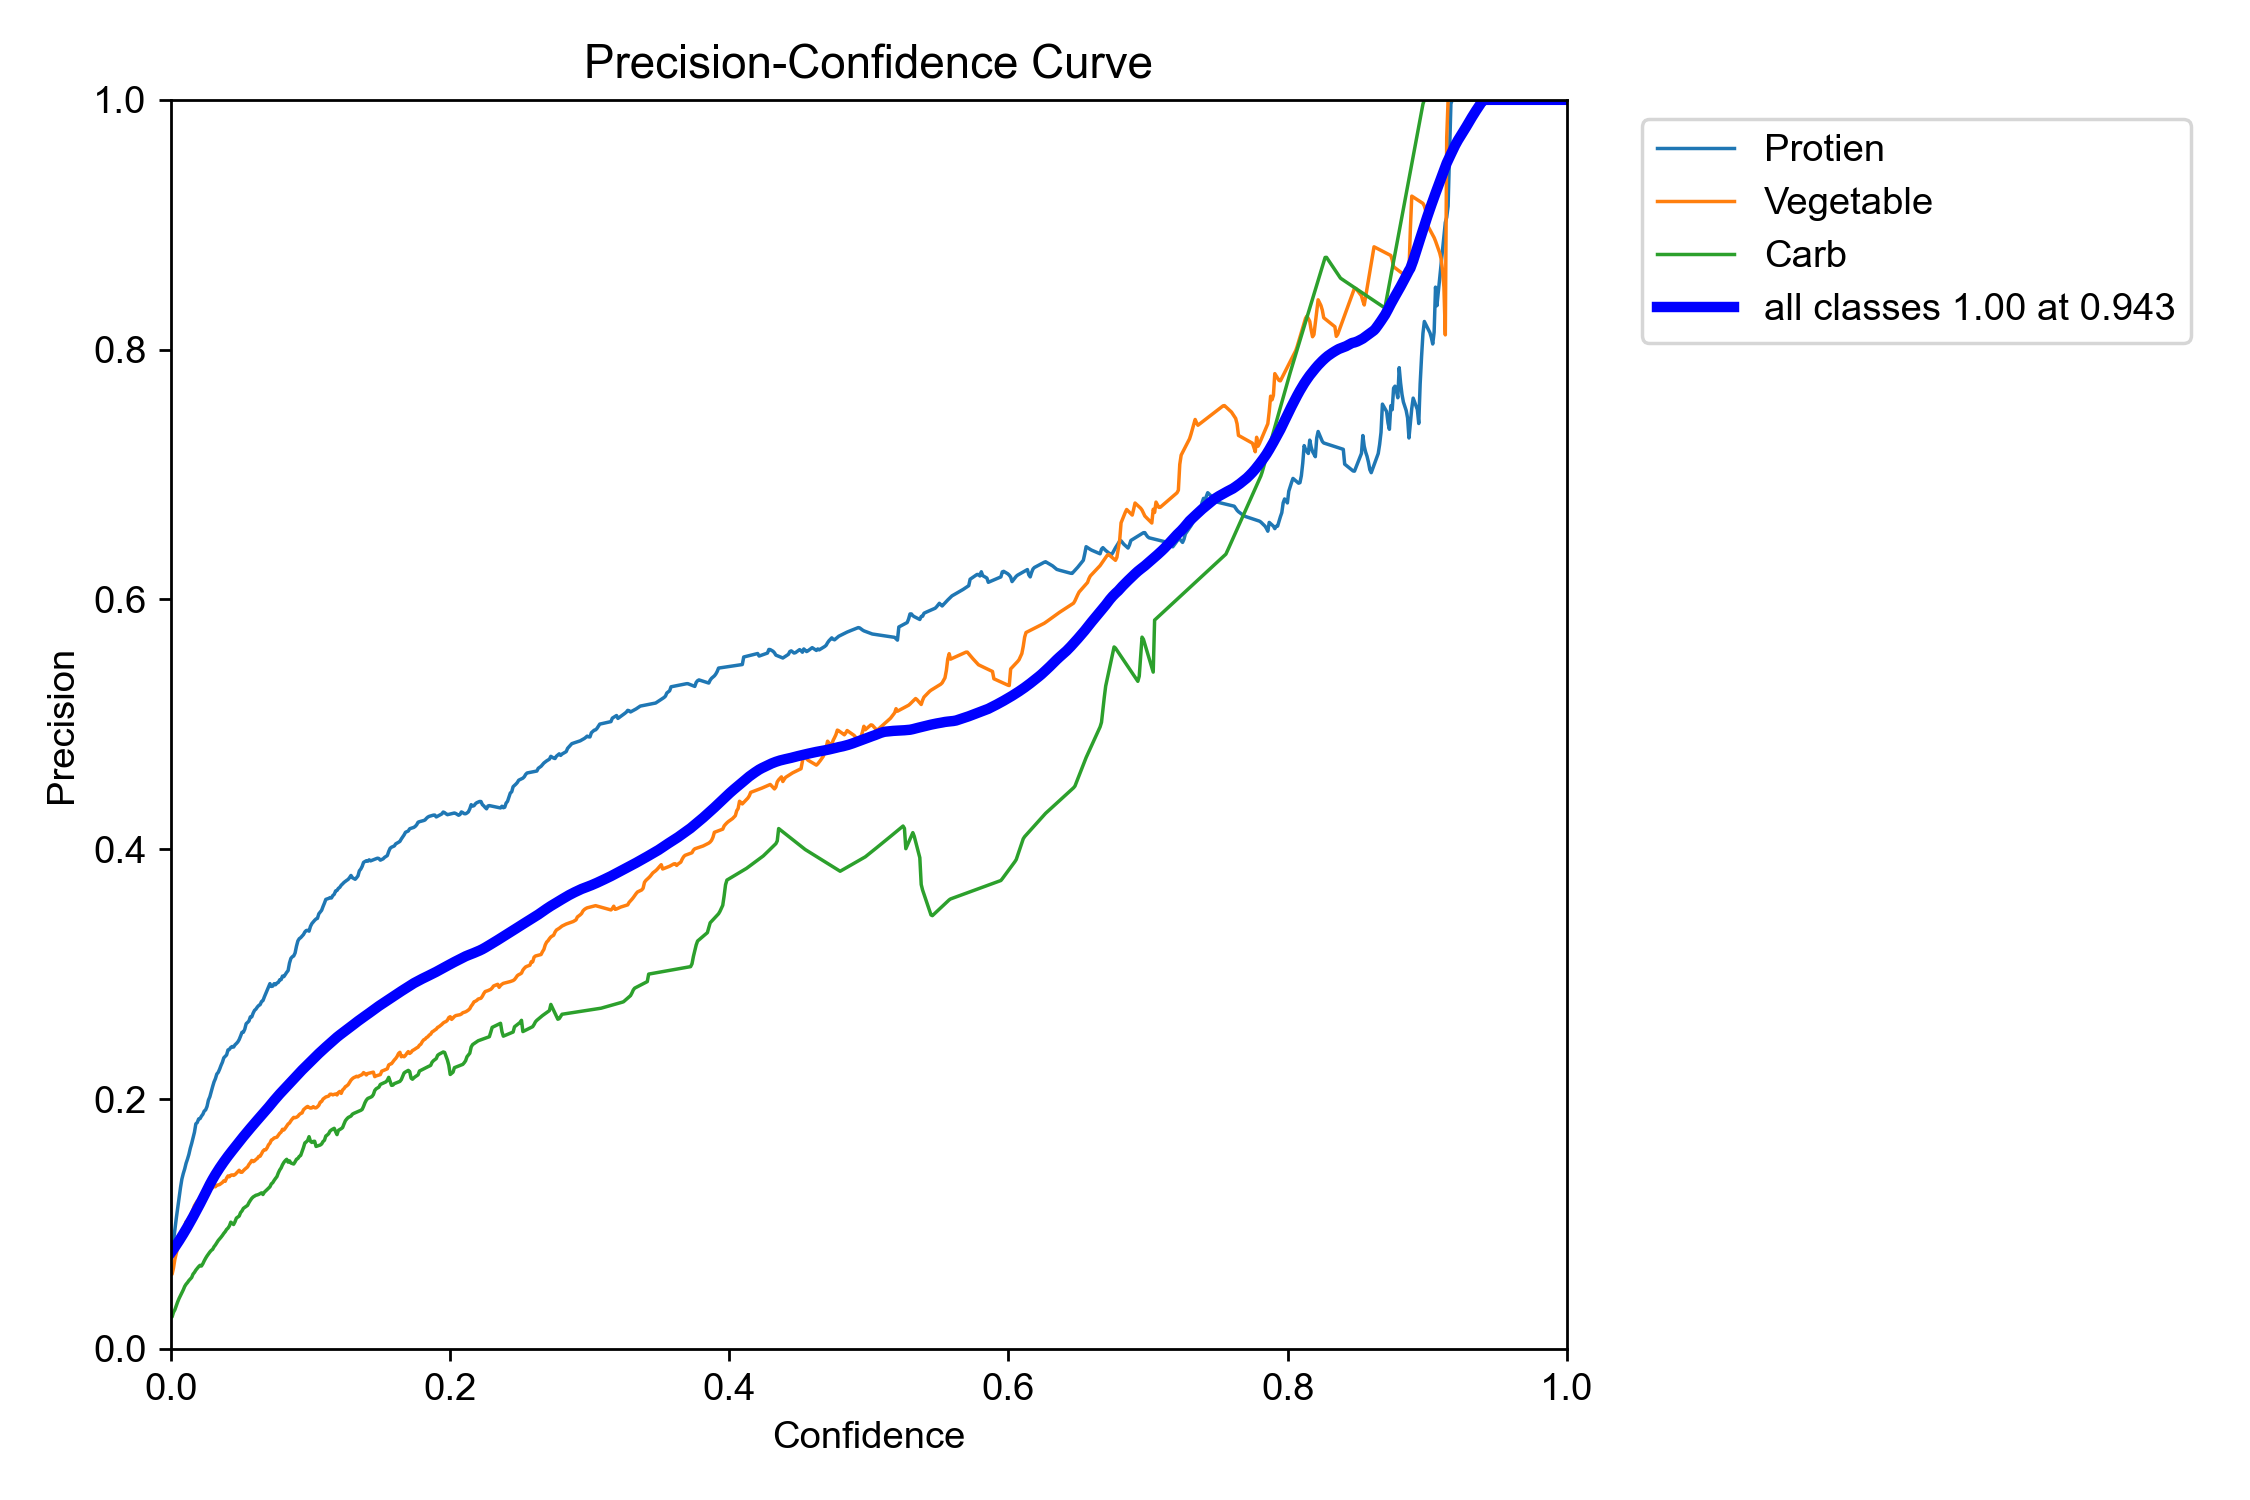 Precision-Confidence Curve
1.0
0.8
0.6
0.4
0.2
0.0
Precision
0.0 0.2 0.4 0.6 0.8 1.0
Confidence
Protien
Vegetable
Carb
all classes 1.00 at 0.943